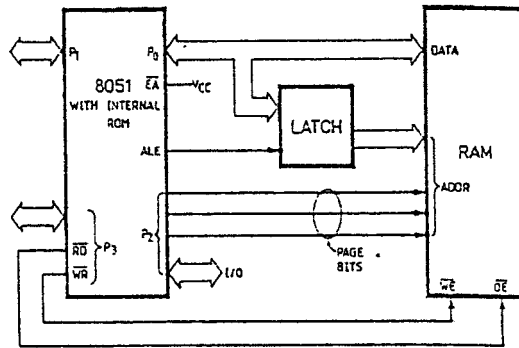 P1
P0
DATA
8051
WITH INTERNAL
ROM
EA
VCC
LATCH
RAM
ALE
ADDR
P2
P3
RD
WR
I/O
PAGE
BITS
WE
OE